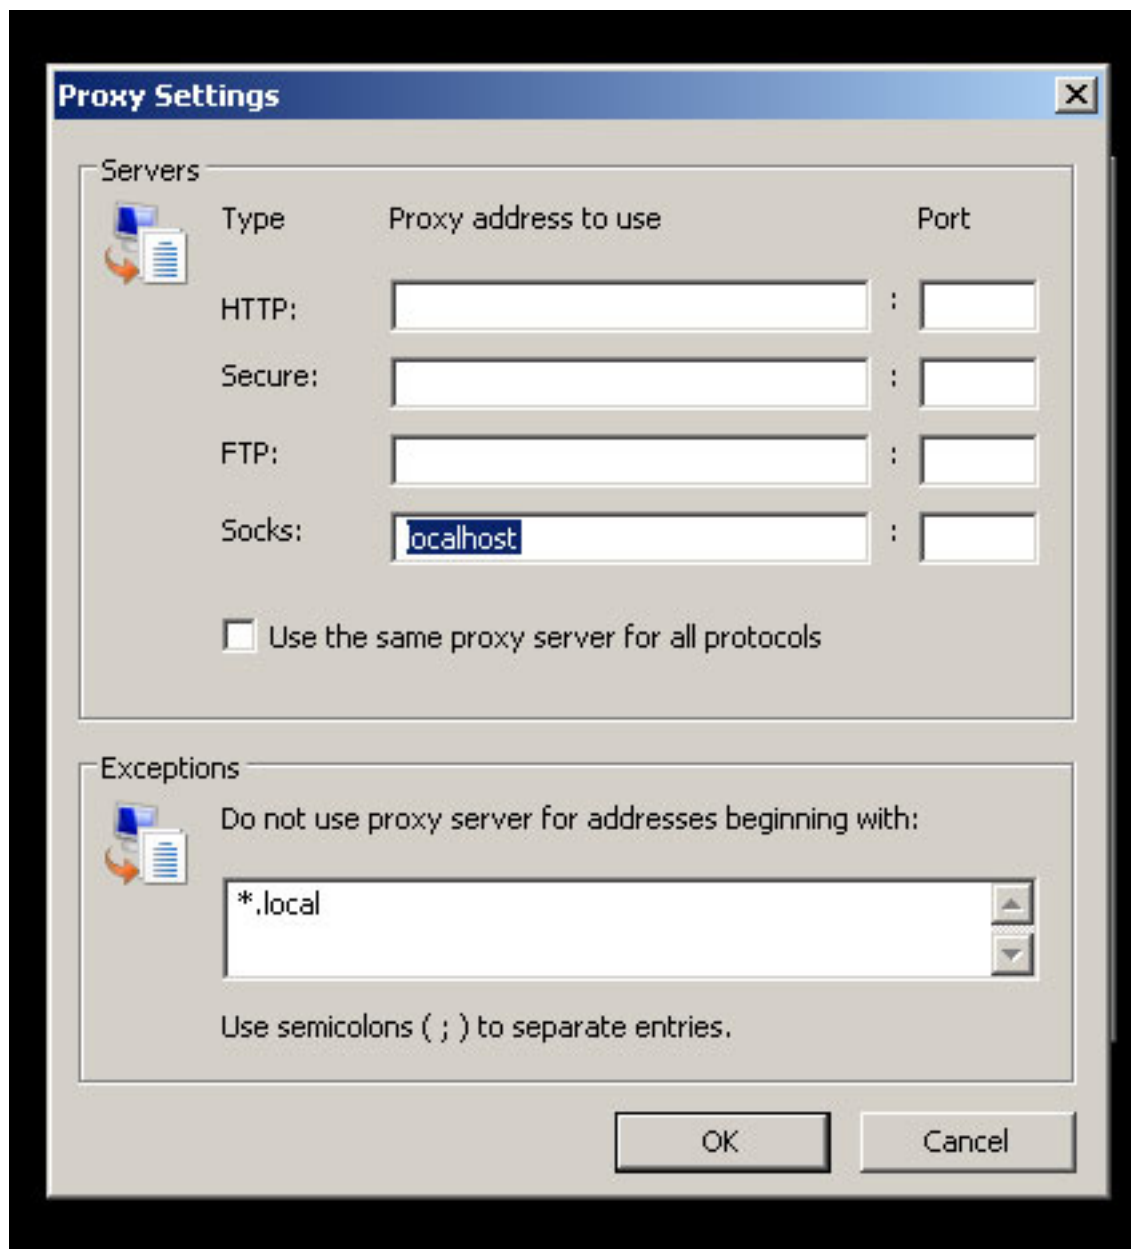 Proxy Settings
Servers
Type Proxy address to use Port
HTTP: :
Secure: :
FTP: :
Socks: localhost :
Use the same proxy server for all protocols
Exceptions
Do not use proxy server for addresses beginning with:
*.local
Use semicolons ( ; ) to separate entries.
OK Cancel